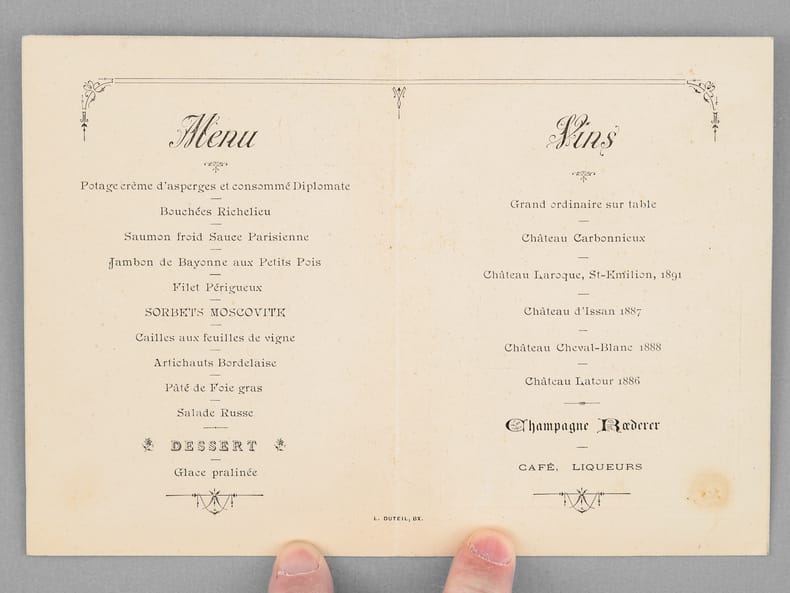 Menu
Potage crème d'asperges et consommé Diplomate
Bouchées Richelieu
Saumon froid Sauce Parisienne
Jambon de Bayonne aux Petits Pois
Filet Périgueux
SORBETS MOSCOVITE
Cailles aux feuilles de vigne
Artichauts Bordelaise
Pâté de Foie gras
Salade Russe
DESSERT
Glace pralinée
Vins
Grand ordinaire sur table
Château Carbonnieux
Château Laroque, St-Emilion, 1891
Château d'Issan 1887
Château Cheval-Blanc 1888
Château Latour 1886
Champagne Rœderer
CAFÉ, LIQUEURS
L. DUTEIL, BX.